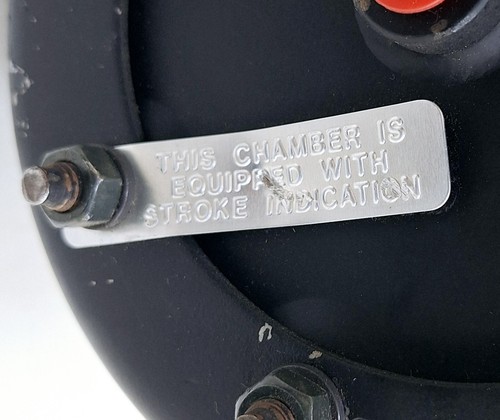 THIS CHAMBER IS
EQUIPPED WITH
STROKE INDICATION